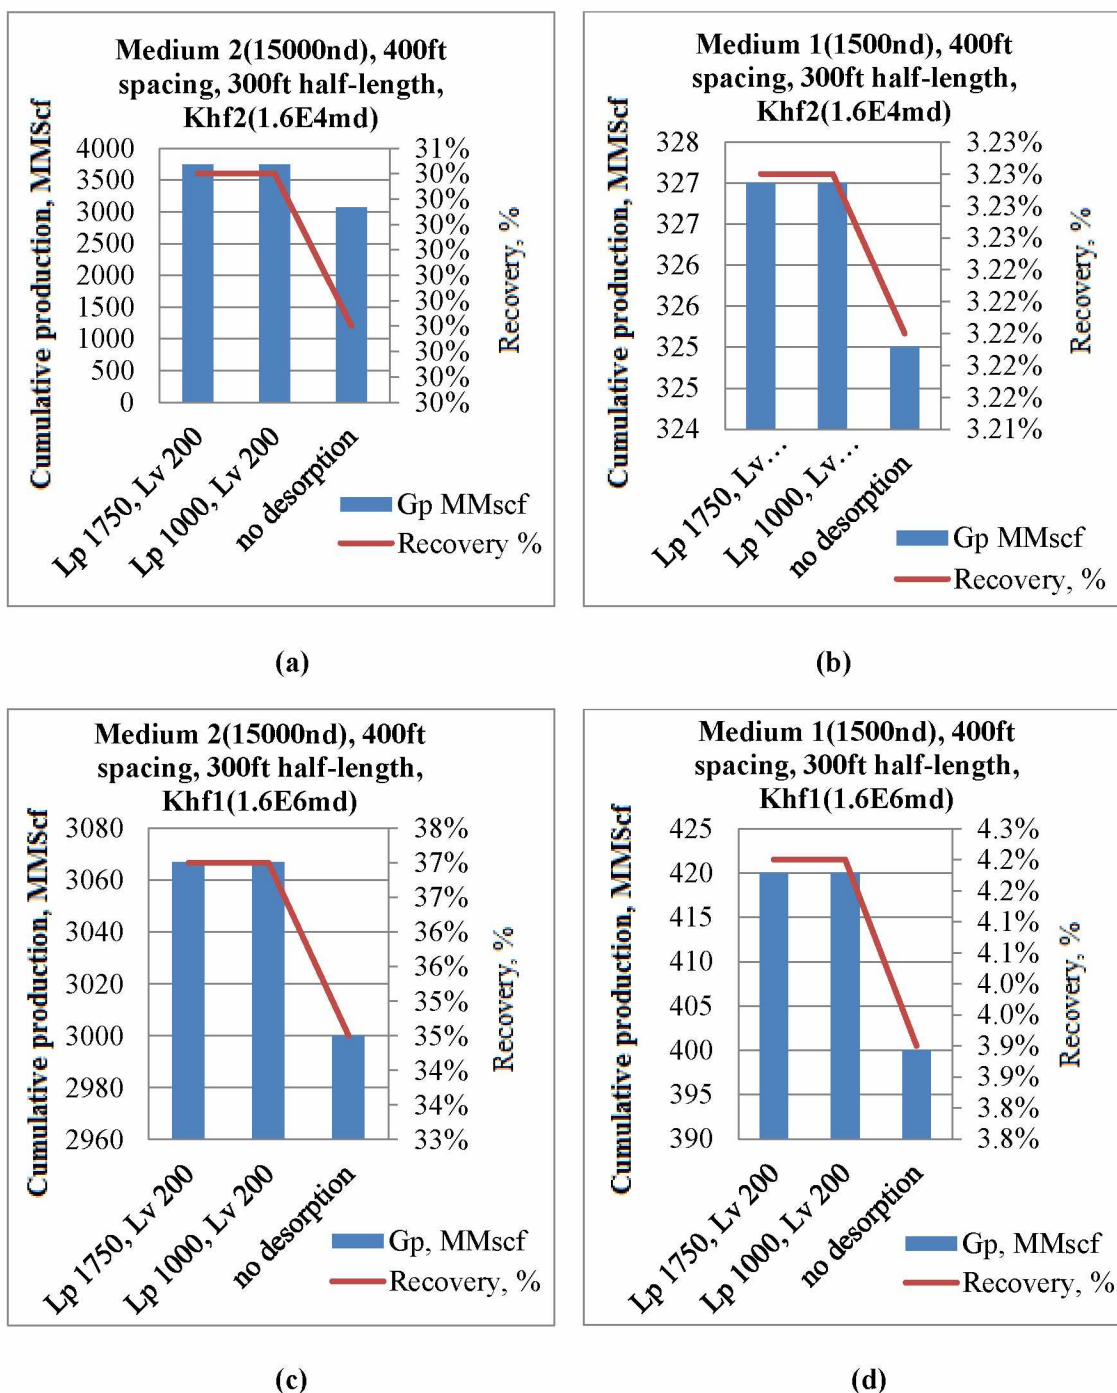 Medium 2(15000nd), 400ft
spacing, 300ft half-length,
Khf2(1.6E4md)
Cumulative production, MMScf
4000
3500
3000
2500
2000
1500
1000
500
0
31%
30%
30%
30%
30%
30%
30%
30%
30%
30%
30%
Recovery, %
Lp 1750, Lv 200
Lp 1000, Lv 200
no desorption
Gp MMscf
Recovery %
(a)
Medium 1(1500nd), 400ft
spacing, 300ft half-length,
Khf2(1.6E4md)
Cumulative production, MMScf
328
327
327
326
326
325
325
324
3.23%
3.23%
3.23%
3.23%
3.22%
3.22%
3.22%
3.22%
3.22%
3.21%
Recovery, %
Lp 1750, Lv…
Lp 1000, Lv…
no desorption
Gp MMscf
Recovery, %
(b)
Medium 2(15000nd), 400ft
spacing, 300ft half-length,
Khf1(1.6E6md)
Cumulative production, MMScf
3080
3060
3040
3020
3000
2980
2960
38%
37%
37%
36%
36%
35%
35%
34%
34%
33%
Recovery, %
Lp 1750, Lv 200
Lp 1000, Lv 200
no desorption
Gp, MMscf
Recovery, %
(c)
Medium 1(1500nd), 400ft
spacing, 300ft half-length,
Khf1(1.6E6md)
Cumulative production, MMScf
425
420
415
410
405
400
395
390
4.3%
4.2%
4.2%
4.1%
4.1%
4.0%
4.0%
3.9%
3.9%
3.8%
3.8%
Recovery, %
Lp 1750, Lv 200
Lp 1000, Lv 200
no desorption
Gp, MMscf
Recovery, %
(d)